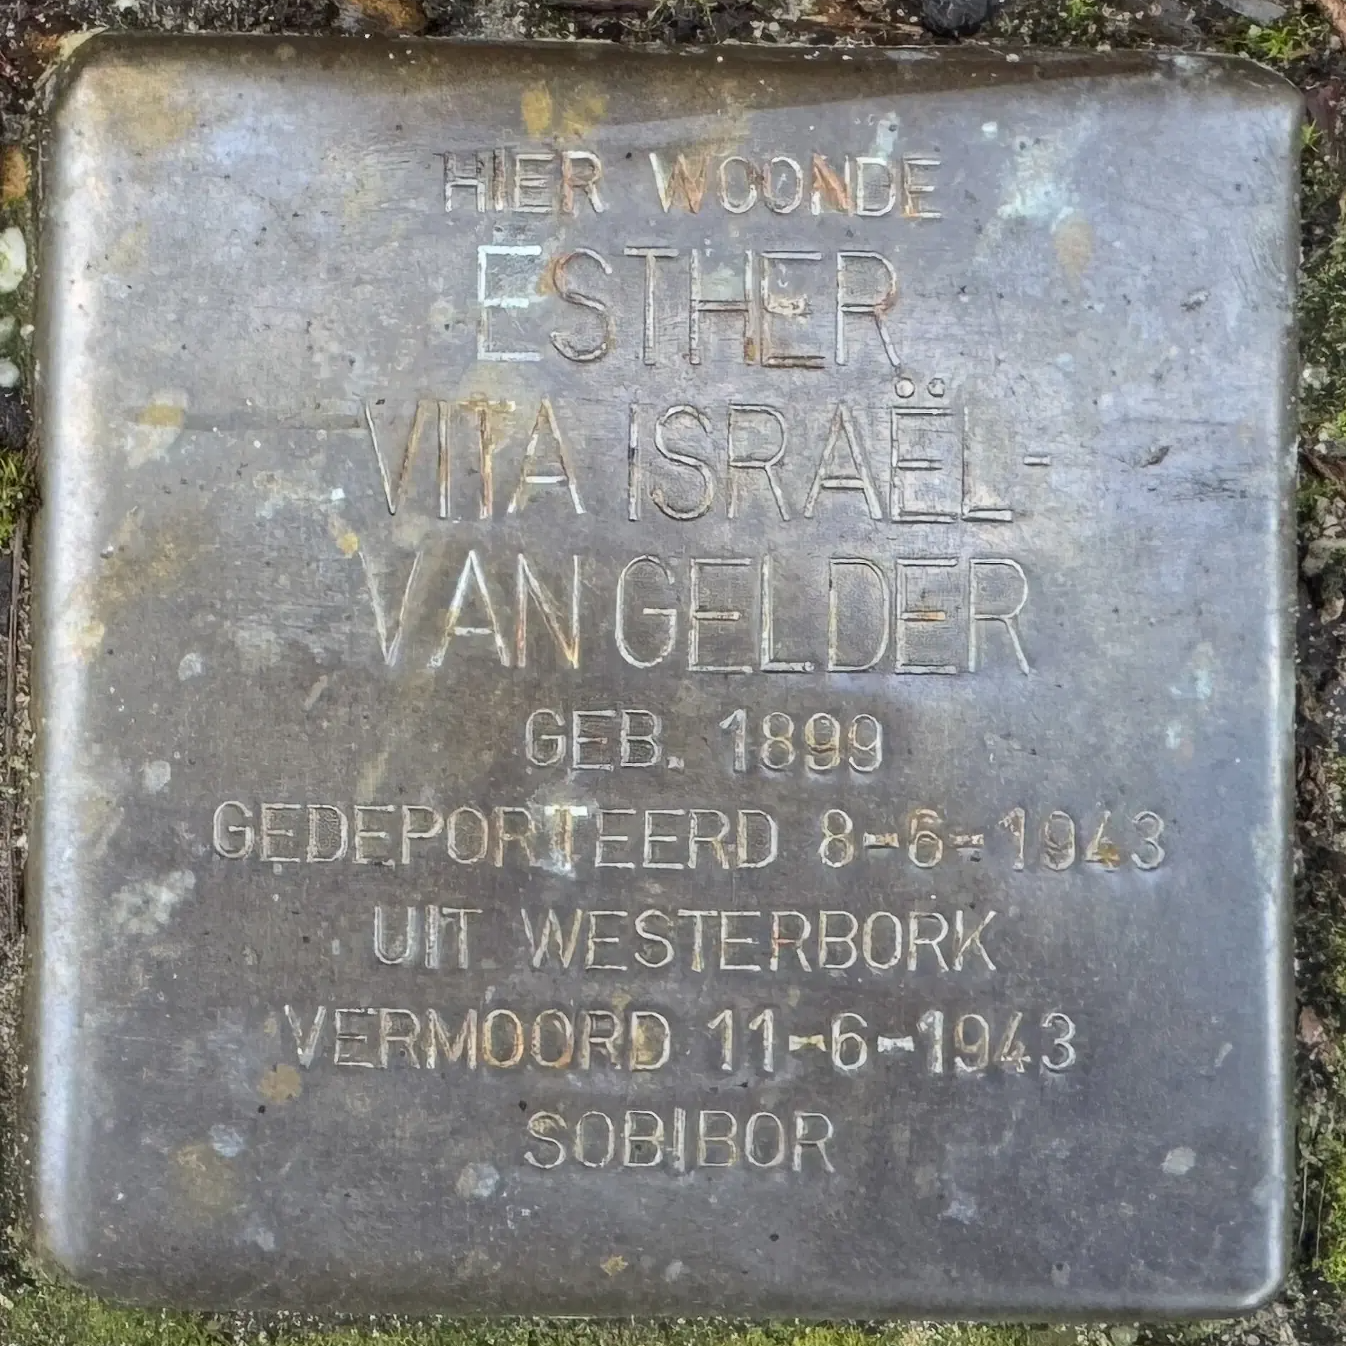 HIER WOONDE
ESTHER
VITA ISRAËL-
VAN GELDER
GEB. 1899
GEDEPORTEERD 8-6-1943
UIT WESTERBORK
VERMOORD 11-6-1943
SOBIBOR